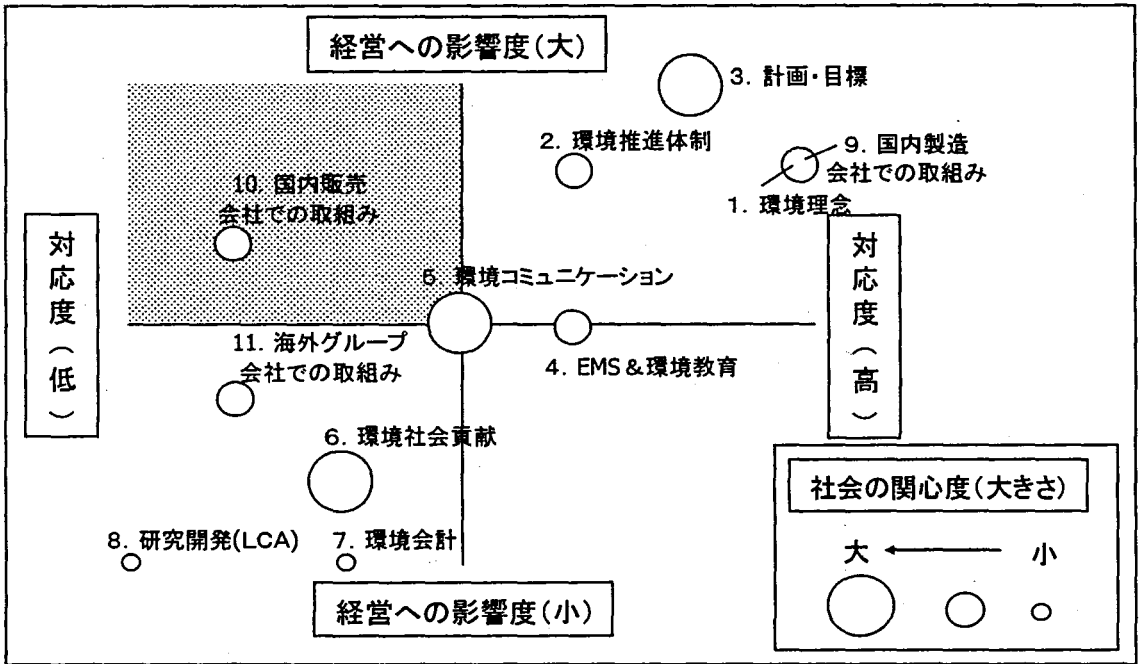 経営への影響度(大)
3. 計画・目標
2. 環境推進体制
9. 国内製造
会社での取組み
1. 環境理念
10. 国内販売
会社での取組み
対応度(低)
対応度(高)
5. 環境コミュニケーション
11. 海外グループ
会社での取組み
4. EMS&環境教育
6. 環境社会貢献
8. 研究開発(LCA)
7. 環境会計
経営への影響度(小)
社会の関心度(大きさ)
大
小